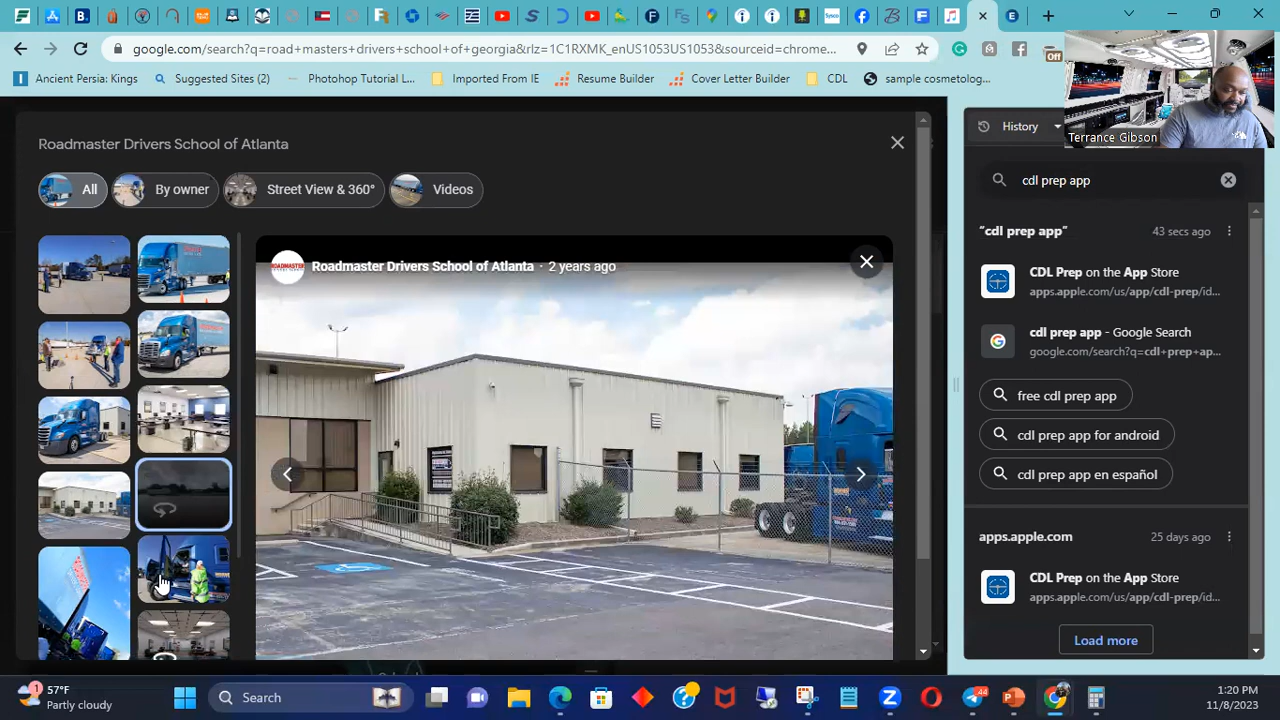 google.com/search?q=road+masters+drivers+school+of+georgia&rlz=1C1RXMK_enUS1053US1053&sourceid=chrome...
Off
Ancient Persia: Kings
Suggested Sites (2)
Photohop Tutorial L...
Imported From IE
Resume Builder
Cover Letter Builder
CDL
sample cosmetolog...
Terrance Gibson
Roadmaster Drivers School of Atlanta
All
By owner
Street View & 360°
Videos
Roadmaster Drivers School of Atlanta · 2 years ago
History
cdl prep app
"cdl prep app"
43 secs ago
CDL Prep on the App Store
apps.apple.com/us/app/cdl-prep/id...
cdl prep app - Google Search
google.com/search?q=cdl+prep+ap...
free cdl prep app
cdl prep app for android
cdl prep app en español
apps.apple.com
25 days ago
CDL Prep on the App Store
apps.apple.com/us/app/cdl-prep/id...
Load more
1
57°F
Partly cloudy
Search
44
1:20 PM
11/8/2023